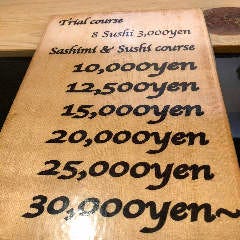 Trial course
8 Sushi 3,000yen
Sashimi & Sushi course
10,000yen
12,500yen
15,000yen
20,000yen
25,000yen
30,000yen~